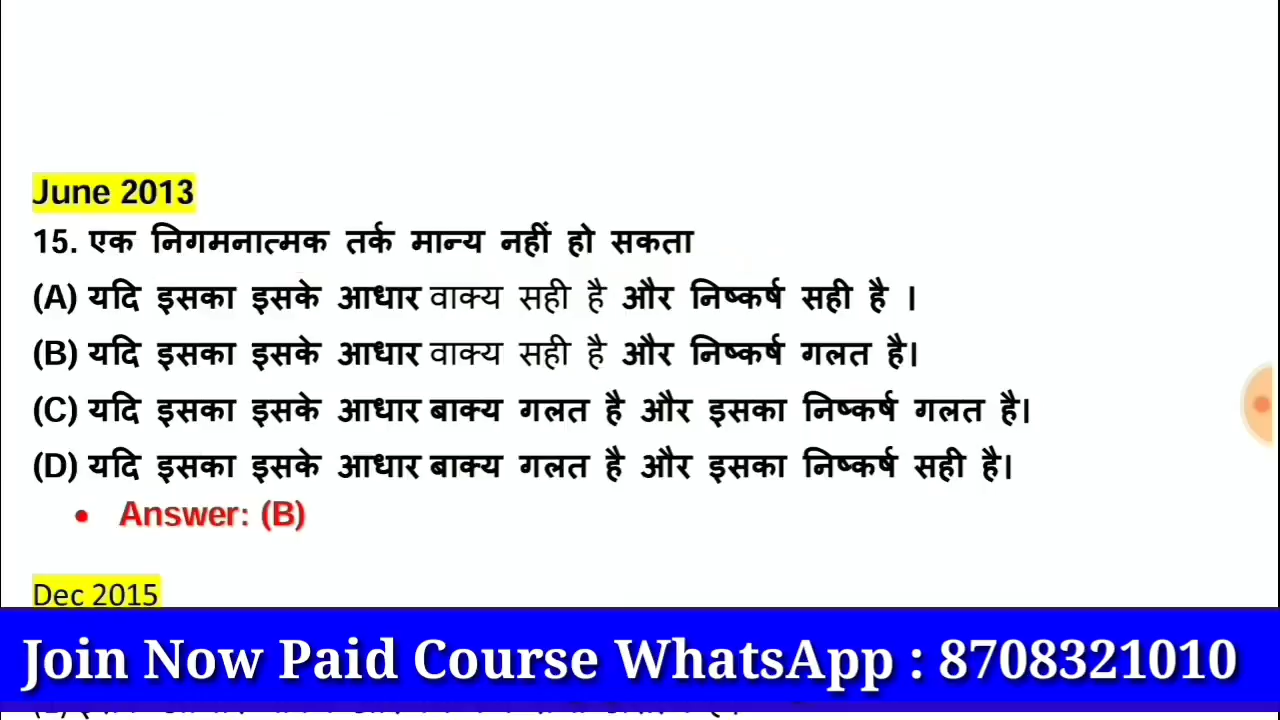 June 2013
15. एक निगमनात्मक तर्क मान्य नहीं हो सकता
(A) यदि इसका इसके आधार वाक्य सही है और निष्कर्ष सही है ।
(B) यदि इसका इसके आधार वाक्य सही है और निष्कर्ष गलत है।
(C) यदि इसका इसके आधार बाक्य गलत है और इसका निष्कर्ष गलत है।
(D) यदि इसका इसके आधार बाक्य गलत है और इसका निष्कर्ष सही है।
• Answer: (B)
Dec 2015
Join Now Paid Course WhatsApp : 8708321010